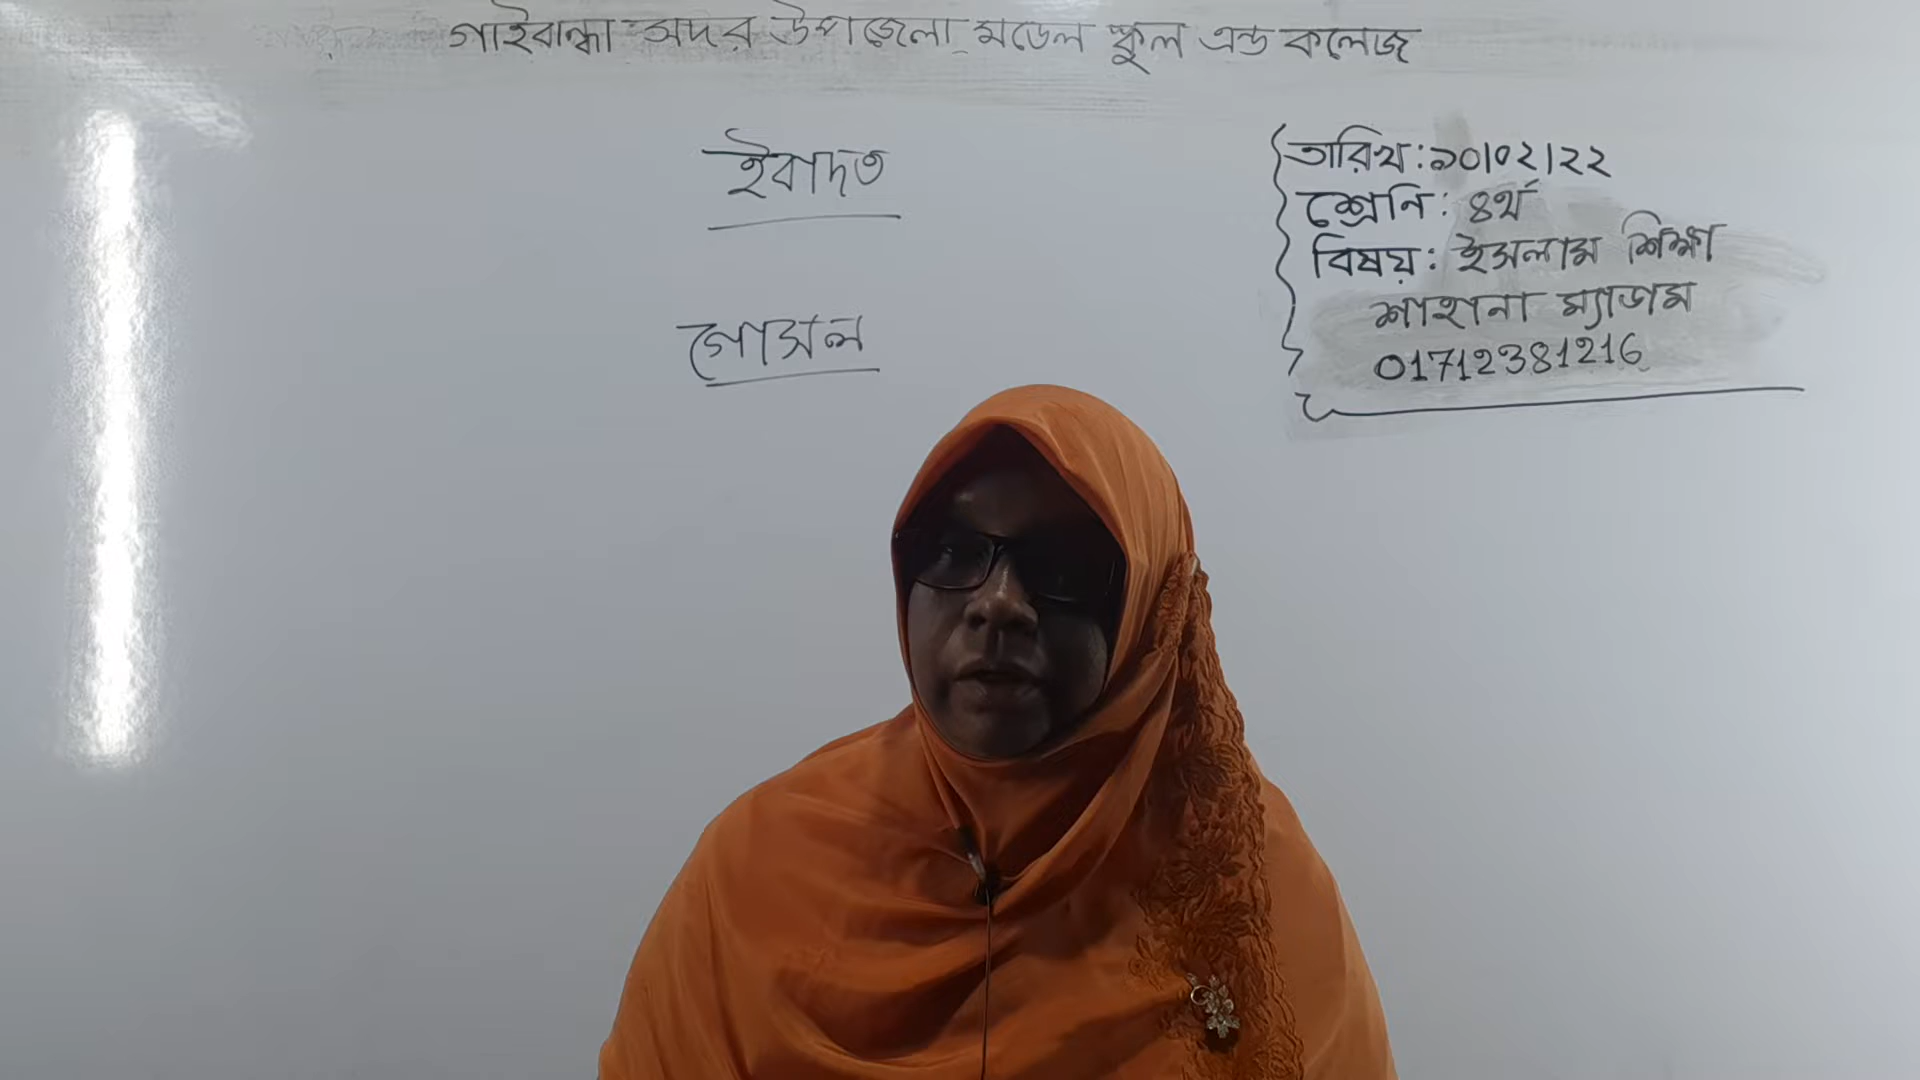 গাইবান্ধা সদর উপজেলা মডেল স্কুল এন্ড কলেজ
ইবাদত
গোসল
তারিখ: ১০|০২|২২
শ্রেনি: ৪র্থ
বিষয়: ইসলাম শিক্ষা
শাহানা ম্যাডাম
01712381216